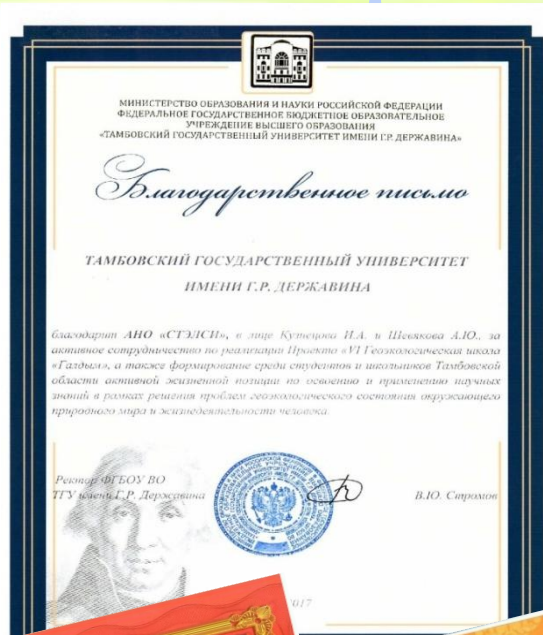 МИНИСТЕРСТВО ОБРАЗОВАНИЯ И НАУКИ РОССИЙСКОЙ ФЕДЕРАЦИИ
ФЕДЕРАЛЬНОЕ ГОСУДАРСТВЕННОЕ БЮДЖЕТНОЕ ОБРАЗОВАТЕЛЬНОЕ
УЧРЕЖДЕНИЕ ВЫСШЕГО ОБРАЗОВАНИЯ
«ТАМБОВСКИЙ ГОСУДАРСТВЕННЫЙ УНИВЕРСИТЕТ ИМЕНИ Г.Р. ДЕРЖАВИНА»
Благодарственное письмо
ТАМБОВСКИЙ ГОСУДАРСТВЕННЫЙ УНИВЕРСИТЕТ
ИМЕНИ Г.Р. ДЕРЖАВИНА
благодарит АНО «СТЭЛСИ», в лице Кузнецова И.А. и Шевякова А.Ю., за
активное сотрудничество по реализации Проекта «VI Геоэкологическая школа
«Галдым», а также формирование среди студентов и школьников Тамбовской
области активной жизненной позиции по освоению и применению научных
знаний в рамках решения проблем геоэкологического состояния окружающего
природного мира и жизнедеятельности человека.
Ректор ФГБОУ ВО
ТГУ имени Г.Р. Державина
В.Ю. Стромов
2017